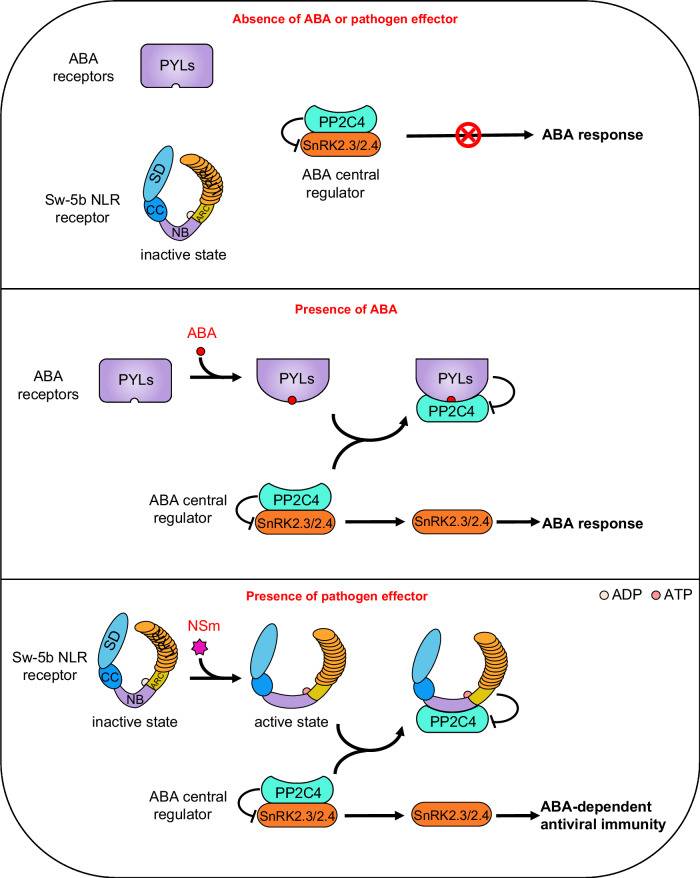 Absence of ABA or pathogen effector
ABA
receptors
PYLs
PP2C4
SnRK2.3/2.4
ABA response
ABA central
regulator
Sw-5b NLR
receptor
SD
CC
NB
ARC
LRR
inactive state
Presence of ABA
ABA
ABA
receptors
PYLs
PYLs
PYLs
PP2C4
ABA central
regulator
PP2C4
SnRK2.3/2.4
SnRK2.3/2.4
ABA response
Presence of pathogen effector
ADP
ATP
NSm
Sw-5b NLR
receptor
SD
CC
NB
ARC
LRR
inactive state
active state
PP2C4
ABA central
regulator
PP2C4
SnRK2.3/2.4
SnRK2.3/2.4
ABA-dependent
antiviral immunity